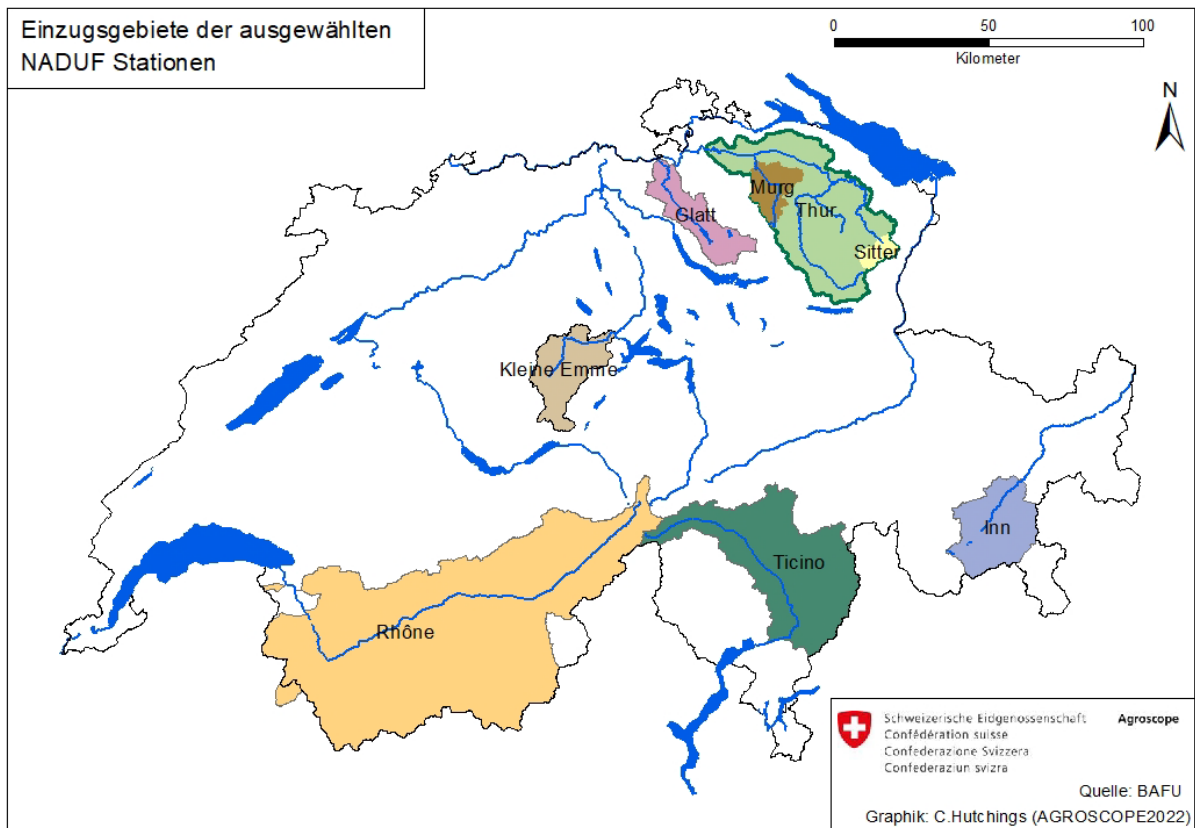 Einzugsgebiete der ausgewählten
NADUF Stationen
0 50 100
Kilometer
N
Murg
Glatt
Thur
Sitter
Kleine Emme
Inn
Ticino
Rhône
Schweizerische Eidgenossenschaft
Confédération suisse
Confederazione Svizzera
Confederaziun svizra
Agroscope
Quelle: BAFU
Graphik: C.Hutchings (AGROSCOPE2022)